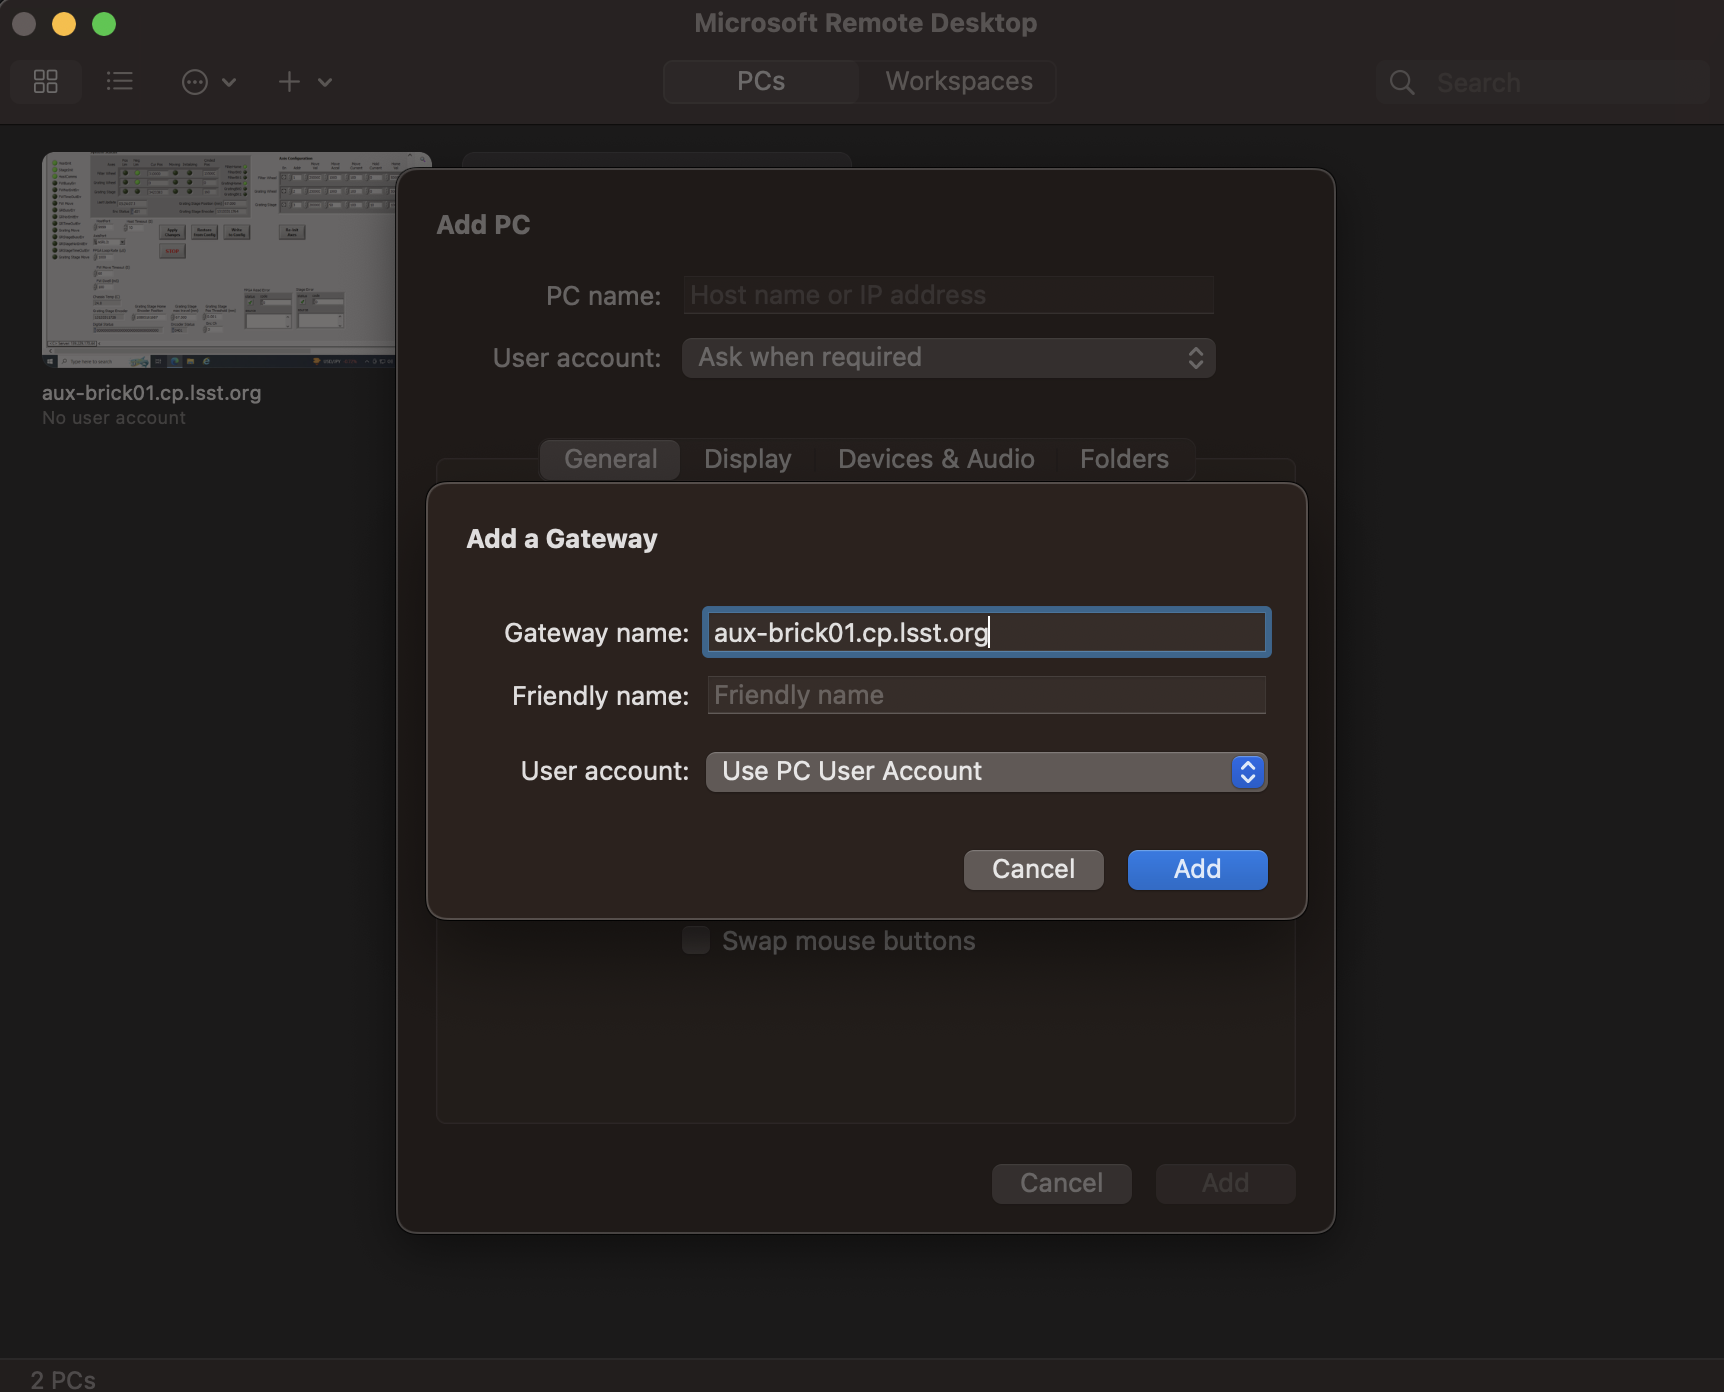 Microsoft Remote Desktop
PCs
Workspaces
Search
aux-brick01.cp.lsst.org
No user account
Add PC
PC name:
Host name or IP address
User account:
Ask when required
General
Display
Devices & Audio
Folders
Add a Gateway
Gateway name:
aux-brick01.cp.lsst.org
Friendly name:
Friendly name
User account:
Use PC User Account
Cancel
Add
Swap mouse buttons
Cancel
Add
2 PCs